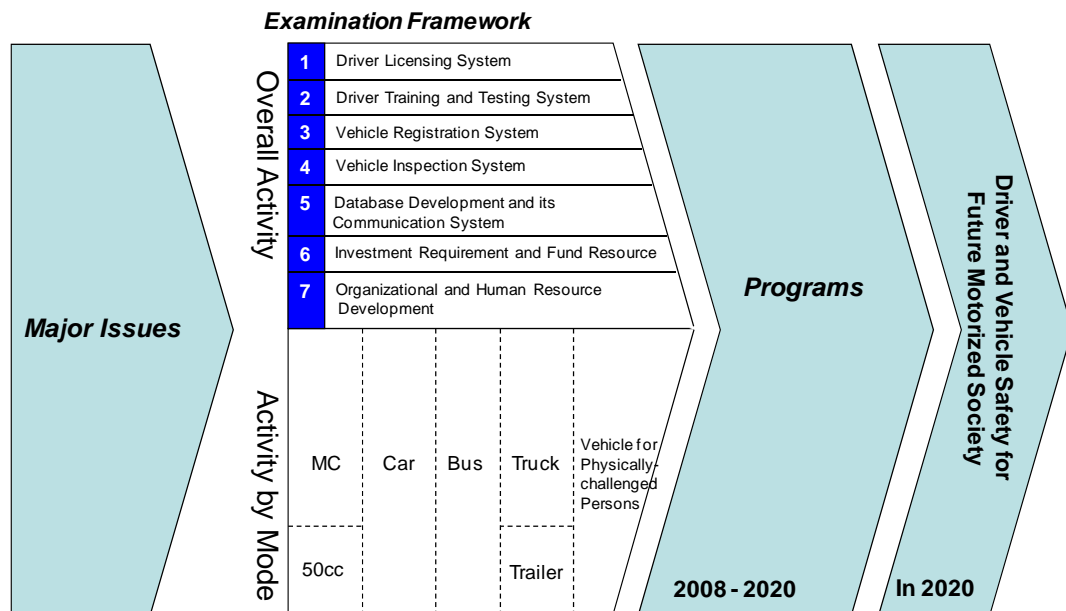 Examination Framework
Major Issues
Overall Activity
1 Driver Licensing System
2 Driver Training and Testing System
3 Vehicle Registration System
4 Vehicle Inspection System
5 Database Development and its
Communication System
6 Investment Requirement and Fund Resource
7 Organizational and Human Resource
Development
Activity by Mode
MC
Car
Bus
Truck
Vehicle for
Physically-
challenged
Persons
50cc
Trailer
Programs
2008 - 2020
Driver and Vehicle Safety for
Future Motorized Society
In 2020